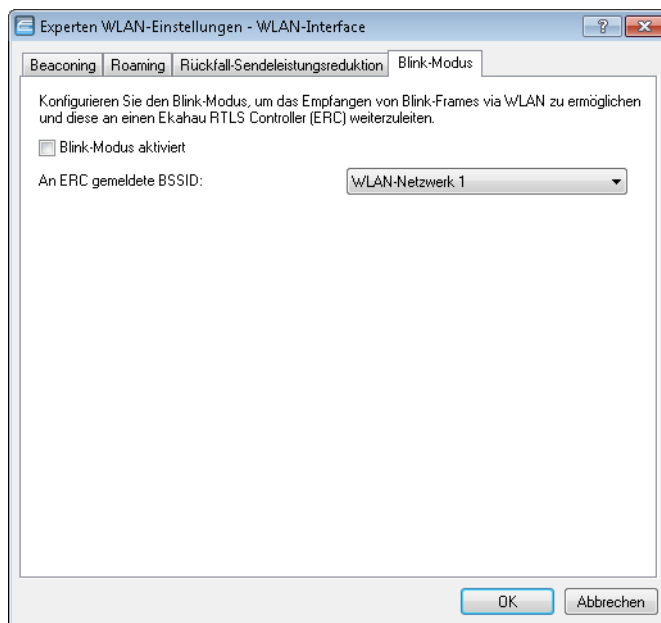 Experten WLAN-Einstellungen - WLAN-Interface
Beaconing Roaming Rückfall-Sendeleistungsreduktion Blink-Modus
Konfigurieren Sie den Blink-Modus, um das Empfangen von Blink-Frames via WLAN zu ermöglichen
und diese an einen Ekahau RTLS Controller (ERC) weiterzuleiten.
Blink-Modus aktiviert
An ERC gemeldete BSSID: WLAN-Netzwerk 1
OK Abbrechen